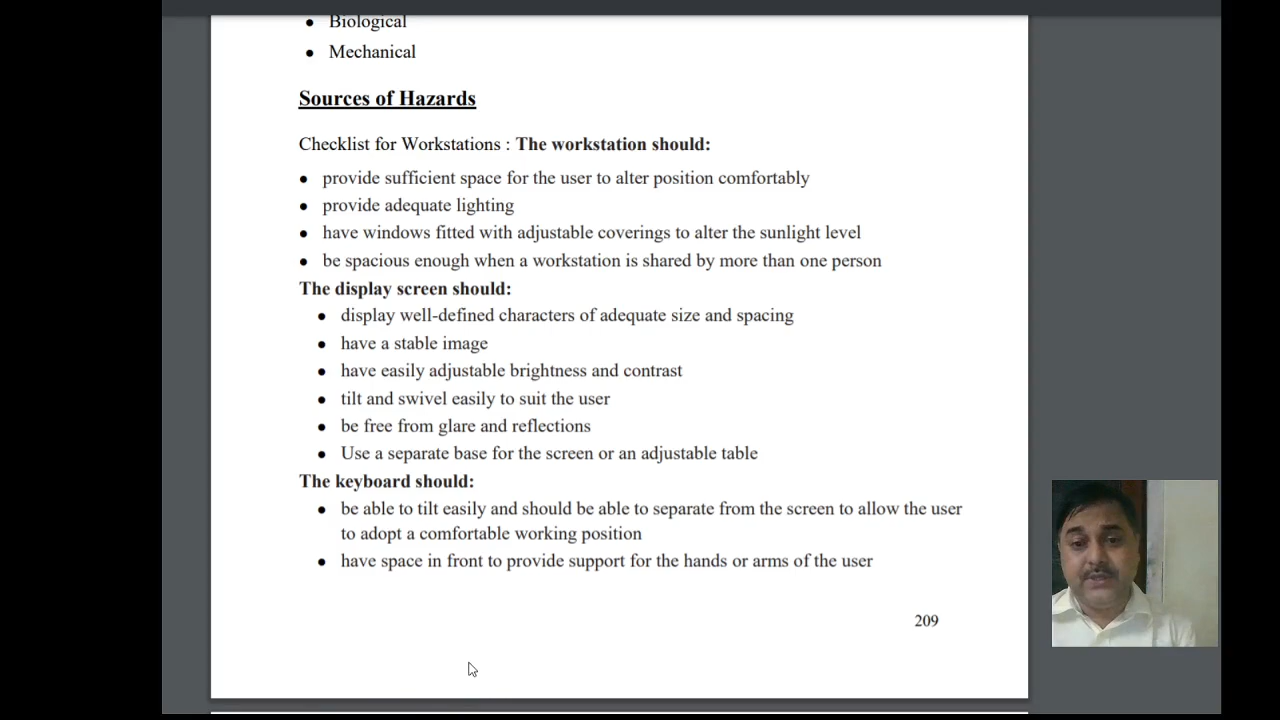 ● Biological
● Mechanical
Sources of Hazards
Checklist for Workstations : The workstation should:
● provide sufficient space for the user to alter position comfortably
● provide adequate lighting
● have windows fitted with adjustable coverings to alter the sunlight level
● be spacious enough when a workstation is shared by more than one person
The display screen should:
● display well-defined characters of adequate size and spacing
● have a stable image
● have easily adjustable brightness and contrast
● tilt and swivel easily to suit the user
● be free from glare and reflections
● Use a separate base for the screen or an adjustable table
The keyboard should:
● be able to tilt easily and should be able to separate from the screen to allow the user
to adopt a comfortable working position
● have space in front to provide support for the hands or arms of the user
209